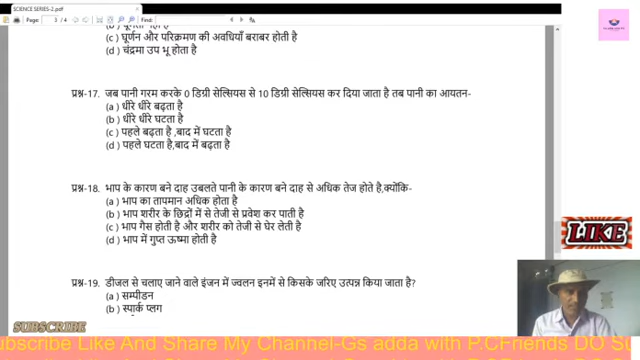 SCIENCE SERIES-2.pdf
Page: 3 / 4 Find:
(c) घूर्णन और परिक्रमण की अवधियाँ बराबर होती है
(d) चंद्रमा उप भू होता है
प्रश्न-17. जब पानी गरम करके 0 डिग्री सेल्सियस से 10 डिग्री सेल्सियस कर दिया जाता है तब पानी का आयतन-
(a) धीरे धीरे बढ़ता है
(b) धीरे धीरे घटता है
(c) पहले बढ़ता है ,बाद में घटता है
(d) पहले घटता है,बाद में बढ़ता है
प्रश्न-18. भाप के कारण बने दाह उबलते पानी के कारण बने दाह से अधिक तेज होते है,क्योंकि-
(a) भाप का तापमान अधिक होता है
(b) भाप शरीर के छिद्रों में से तेजी से प्रवेश कर पाती है
(c) भाप गैस होती है और शरीर को तेजी से घेर लेती है
(d) भाप में गुप्त ऊष्मा होती है
LIKE
प्रश्न-19. डीजल से चलाए जाने वाले इंजन में ज्वलन इनमें से किसके जरिए उत्पन्न किया जाता है?
(a) सम्पीडन
(b) स्पार्क प्लग
SUBSCRIBE
ubscribe Like And Share My Channel-Gs adda with P.CFriends DO Su